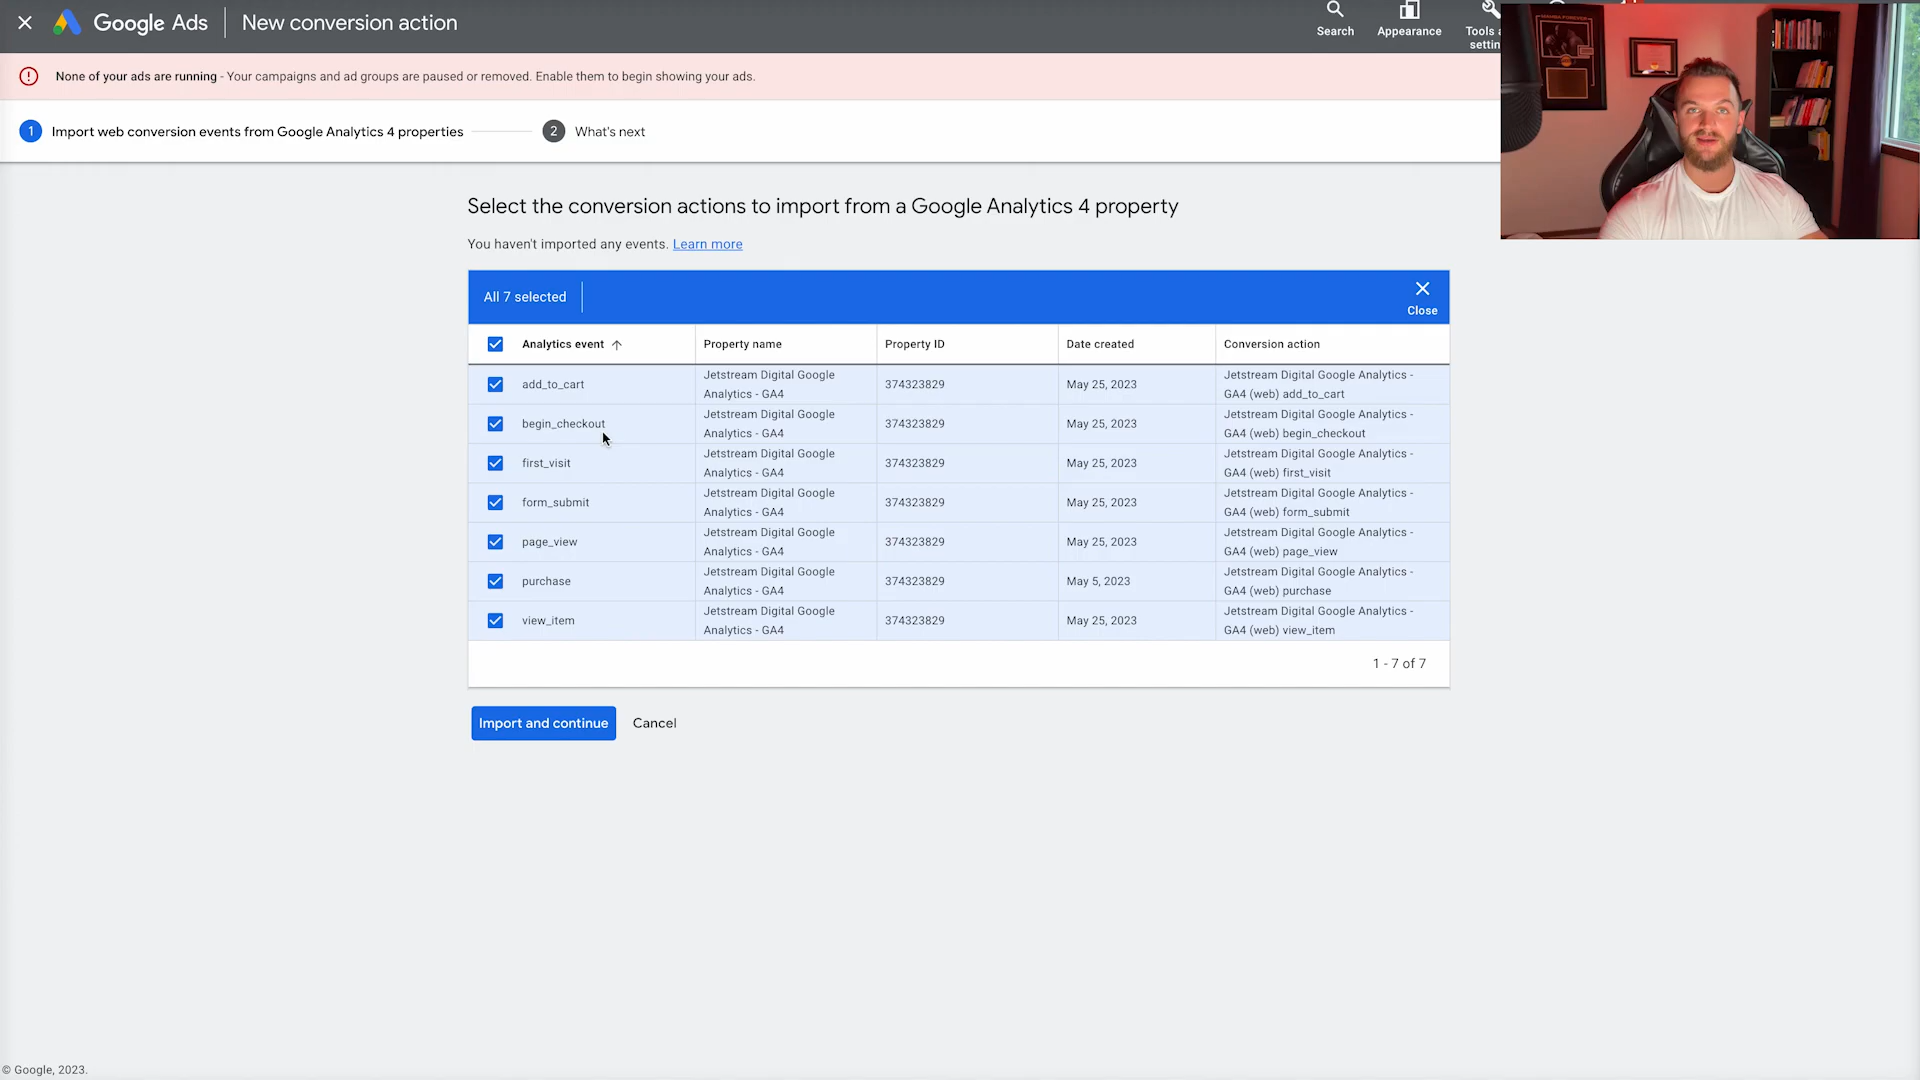 Google Ads New conversion action
Search
Appearance
Tools a
settin
None of your ads are running - Your campaigns and ad groups are paused or removed. Enable them to begin showing your ads.
1 Import web conversion events from Google Analytics 4 properties
2 What's next
Select the conversion actions to import from a Google Analytics 4 property
You haven't imported any events. Learn more
All 7 selected
Close
Analytics event Property name Property ID Date created Conversion action
add_to_cart Jetstream Digital Google Analytics - GA4 374323829 May 25, 2023 Jetstream Digital Google Analytics - GA4 (web) add_to_cart
begin_checkout Jetstream Digital Google Analytics - GA4 374323829 May 25, 2023 Jetstream Digital Google Analytics - GA4 (web) begin_checkout
first_visit Jetstream Digital Google Analytics - GA4 374323829 May 25, 2023 Jetstream Digital Google Analytics - GA4 (web) first_visit
form_submit Jetstream Digital Google Analytics - GA4 374323829 May 25, 2023 Jetstream Digital Google Analytics - GA4 (web) form_submit
page_view Jetstream Digital Google Analytics - GA4 374323829 May 25, 2023 Jetstream Digital Google Analytics - GA4 (web) page_view
purchase Jetstream Digital Google Analytics - GA4 374323829 May 5, 2023 Jetstream Digital Google Analytics - GA4 (web) purchase
view_item Jetstream Digital Google Analytics - GA4 374323829 May 25, 2023 Jetstream Digital Google Analytics - GA4 (web) view_item
1 - 7 of 7
Import and continue
Cancel
© Google, 2023.